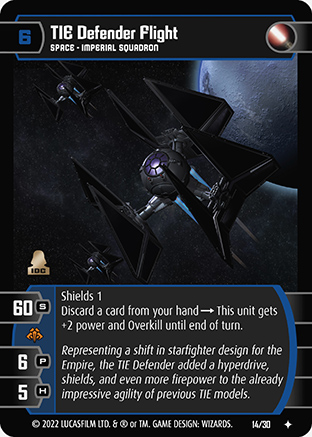 6
TIE Defender Flight
SPACE • IMPERIAL SQUADRON
IDC
60 S
Shields 1
Discard a card from your hand → This unit gets
+2 power and Overkill until end of turn.
6 P
5 H
Representing a shift in starfighter design for the
Empire, the TIE Defender added a hyperdrive,
shields, and even more firepower to the already
impressive agility of previous TIE models.
© 2022 LUCASFILM LTD. & ® or TM. GAME DESIGN: WIZARDS. 14/30